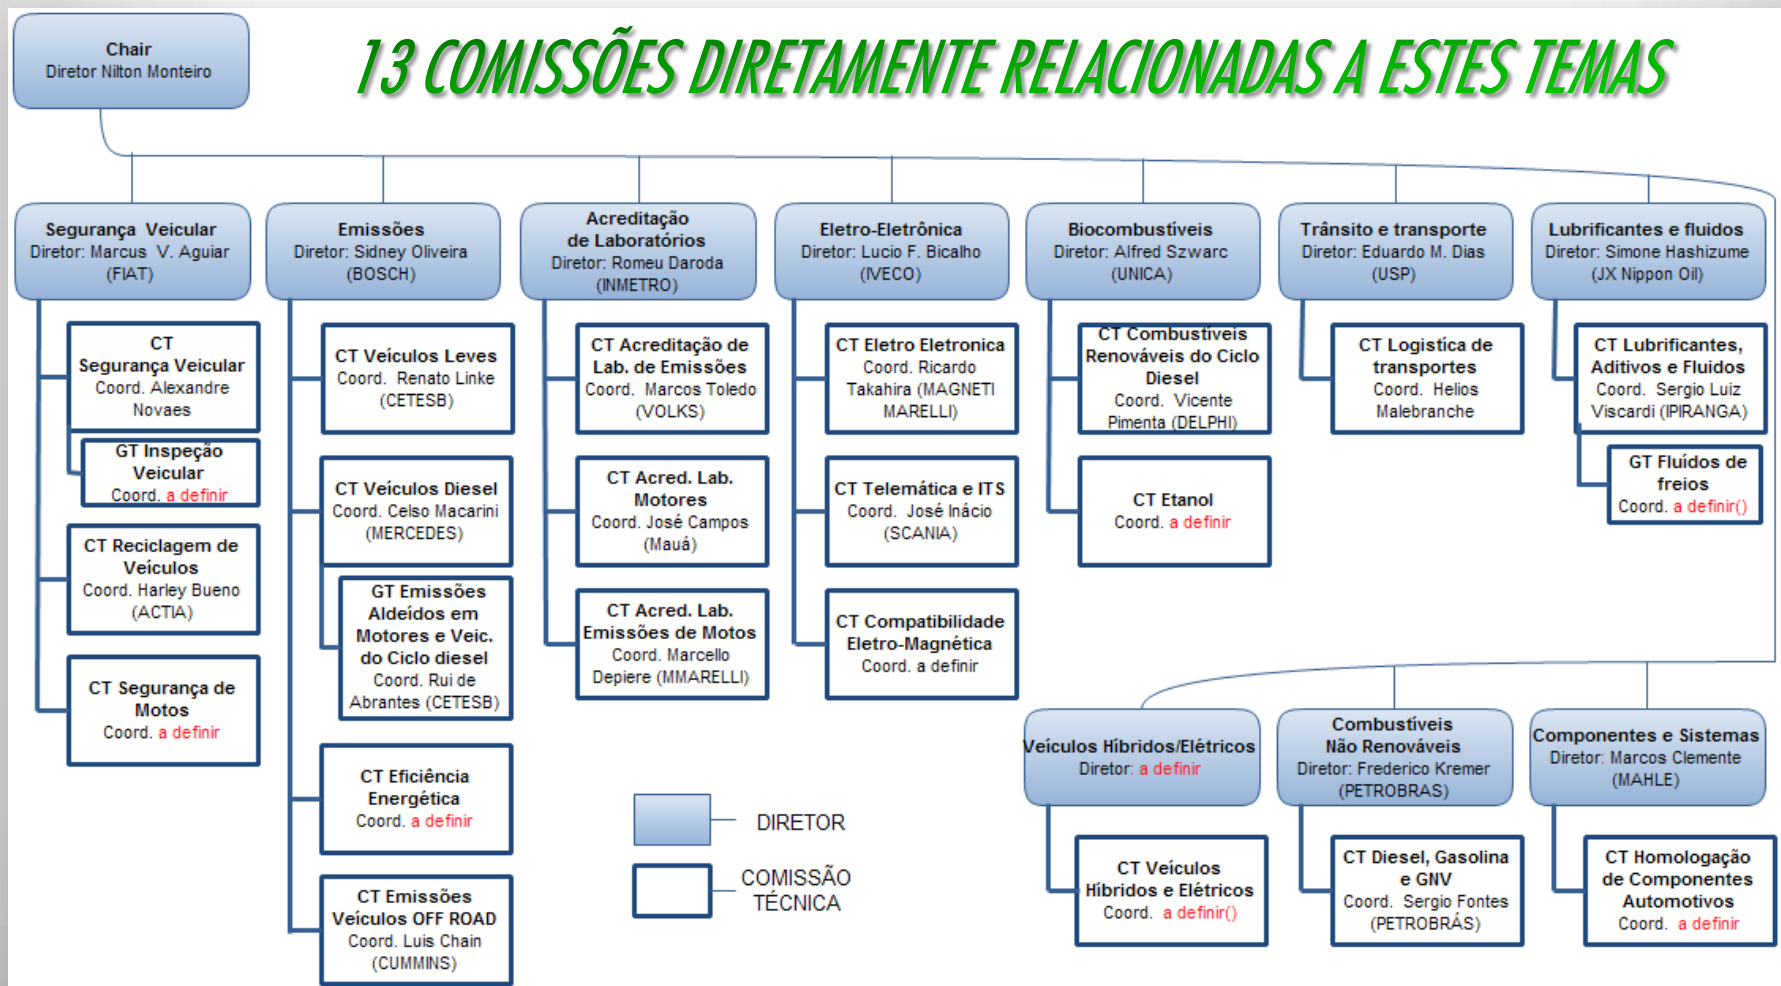 13 COMISSÕES DIRETAMENTE RELACIONADAS A ESTES TEMAS
Chair
Diretor Nilton Monteiro
Segurança Veicular
Diretor: Marcus V. Aguiar
(FIAT)
CT
Segurança Veicular
Coord. Alexandre
Novaes
GT Inspeção
Veicular
Coord. a definir
CT Reciclagem de
Veículos
Coord. Harley Bueno
(ACTIA)
CT Segurança de
Motos
Coord. a definir
Emissões
Diretor: Sidney Oliveira
(BOSCH)
CT Veículos Leves
Coord. Renato Linke
(CETESB)
CT Veículos Diesel
Coord. Celso Macarini
(MERCEDES)
GT Emissões
Aldeídos em
Motores e Veic.
do Ciclo diesel
Coord. Rui de
Abrantes (CETESB)
CT Eficiência
Energética
Coord. a definir
CT Emissões
Veículos OFF ROAD
Coord. Luis Chain
(CUMMINS)
Acreditação
de Laboratórios
Diretor: Romeu Daroda
(INMETRO)
CT Acreditação de
Lab. de Emissões
Coord. Marcos Toledo
(VOLKS)
CT Acred. Lab.
Motores
Coord. José Campos
(Mauá)
CT Acred. Lab.
Emissões de Motos
Coord. Marcello
Depiere (MMARELLI)
Eletro-Eletrônica
Diretor: Lucio F. Bicalho
(IVECO)
CT Eletro Eletronica
Coord. Ricardo
Takahira (MAGNETI
MARELLI)
CT Telemática e ITS
Coord. José Inácio
(SCANIA)
CT Compatibilidade
Eletro-Magnética
Coord. a definir
Biocombustíveis
Diretor: Alfred Szwarc
(UNICA)
CT Combustíveis
Renováveis do Ciclo
Diesel
Coord. Vicente
Pimenta (DELPHI)
CT Etanol
Coord. a definir
Trânsito e transporte
Diretor: Eduardo M. Dias
(USP)
CT Logistíca de
transportes
Coord. Helios
Malebranche
Lubrificantes e fluidos
Diretor: Simone Hashizume
(JX Nippon Oil)
CT Lubrificantes,
Aditivos e Fluidos
Coord. Sergio Luiz
Viscardi (IPIRANGA)
GT Fluídos de
freios
Coord. a definir()
Veículos Híbridos/Elétricos
Diretor: a definir
CT Veículos
Híbridos e Elétricos
Coord. a definir()
Combustíveis
Não Renováveis
Diretor: Frederico Kremer
(PETROBRAS)
CT Diesel, Gasolina
e GNV
Coord. Sergio Fontes
(PETROBRÁS)
Componentes e Sistemas
Diretor: Marcos Clemente
(MAHLE)
CT Homologação
de Componentes
Automotivos
Coord. a definir
DIRETOR
COMISSÃO
TÉCNICA